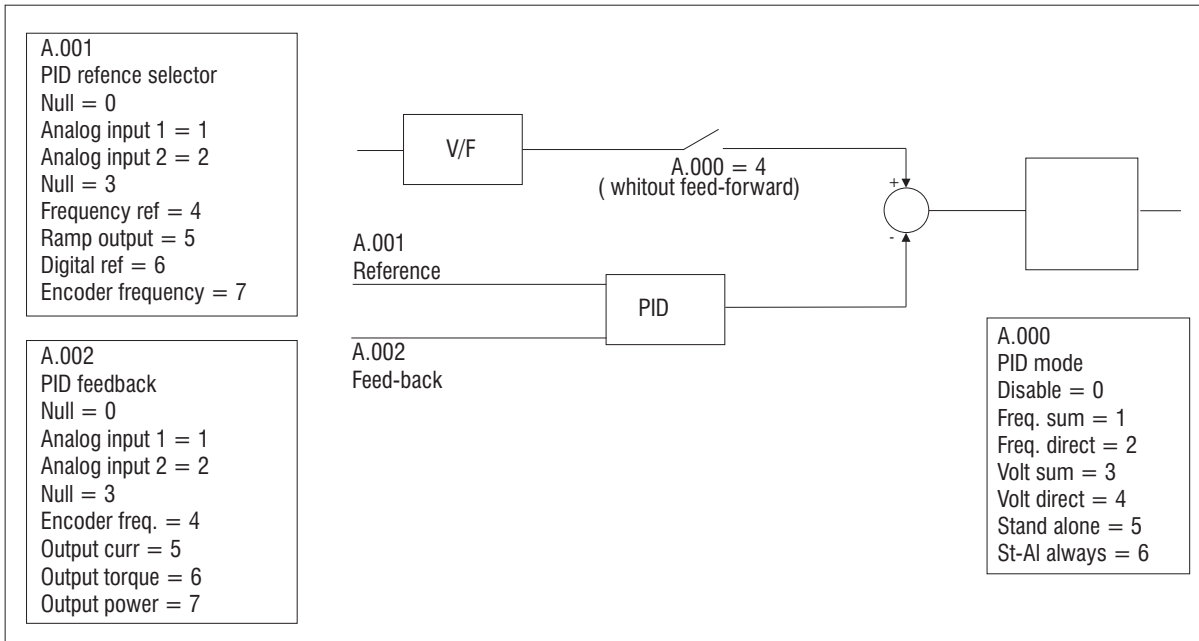 A.001
PID refence selector
Null = 0
Analog input 1 = 1
Analog input 2 = 2
Null = 3
Frequency ref = 4
Ramp output = 5
Digital ref = 6
Encoder frequency = 7
A.002
PID feedback
Null = 0
Analog input 1 = 1
Analog input 2 = 2
Null = 3
Encoder freq. = 4
Output curr = 5
Output torque = 6
Output power = 7
V/F
A.000 = 4
( whitout feed-forward)
+
-
A.001
Reference
PID
A.002
Feed-back
A.000
PID mode
Disable = 0
Freq. sum = 1
Freq. direct = 2
Volt sum = 3
Volt direct = 4
Stand alone = 5
St-Al always = 6